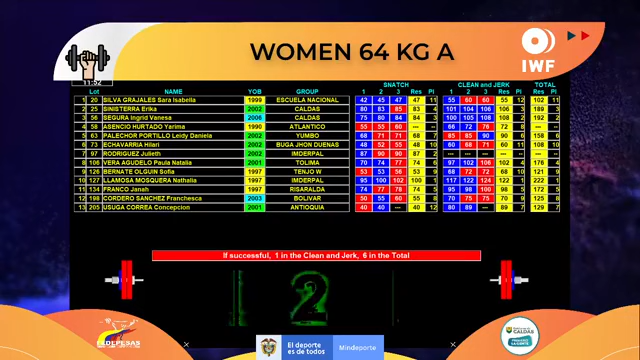 WOMEN 64 KG A
IWF
11:52
SNATCH CLEAN and JERK TOTAL
Lot NAME YOB GROUP 1 2 3 Res Pl 1 2 3 Res Pl Res Pl
1 20 SILVA GRAJALES Sara Isabella 1999 ESCUELA NACIONAL 42 45 47 47 11 55 60 60 55 12 102 11
2 25 SINISTERRA Erika 2002 CALDAS 80 83 85 83 4 101 104 106 106 3 189 3
3 56 SEGURA Ingrid Vanesa 2006 CALDAS 75 80 84 84 3 100 105 108 108 2 192 2
4 58 ASENCIO HURTADO Yarima 1990 ATLANTICO 55 55 60 --- 66 72 76 72 8 --- ---
5 63 PALECHOR PORTILLO Leidy Daniela 2002 YUMBO 68 71 71 68 7 85 85 90 90 6 158 6
6 73 ECHAVARRIA Hilari 2002 BUGA JHON DUENAS 48 52 55 48 10 60 68 71 60 11 108 10
7 97 RODRIGUEZ Julieth 2002 IMDERPAL 87 90 90 87 2 --- --- --- --- --- ---
8 106 VERA AGUDELO Paula Natalia 2001 TOLIMA 70 74 77 74 6 97 102 106 102 4 176 4
9 126 BERNATE OLGUIN Sofia 1997 TENJO W 53 53 56 53 9 68 72 72 68 10 121 9
10 127 LLAMOSA MOSQUERA Nathalia 1997 IMDERPAL 95 100 102 100 1 117 122 124 122 1 222 1
11 134 FRANCO Janah 1997 RISARALDA 74 77 78 74 5 95 98 100 98 5 172 5
12 198 CORDERO SANCHEZ Franchesca 2003 BOLIVAR 50 55 60 55 8 70 75 75 70 9 125 8
13 205 USUGA CORREA Concepcion 2001 ANTIOQUIA 40 40 --- 40 12 80 89 --- 89 7 129 7
If successful, 1 in the Clean and Jerk, 6 in the Total
2
FEDEPESAS
El deporte
es de todos
Mindeporte
CALDAS